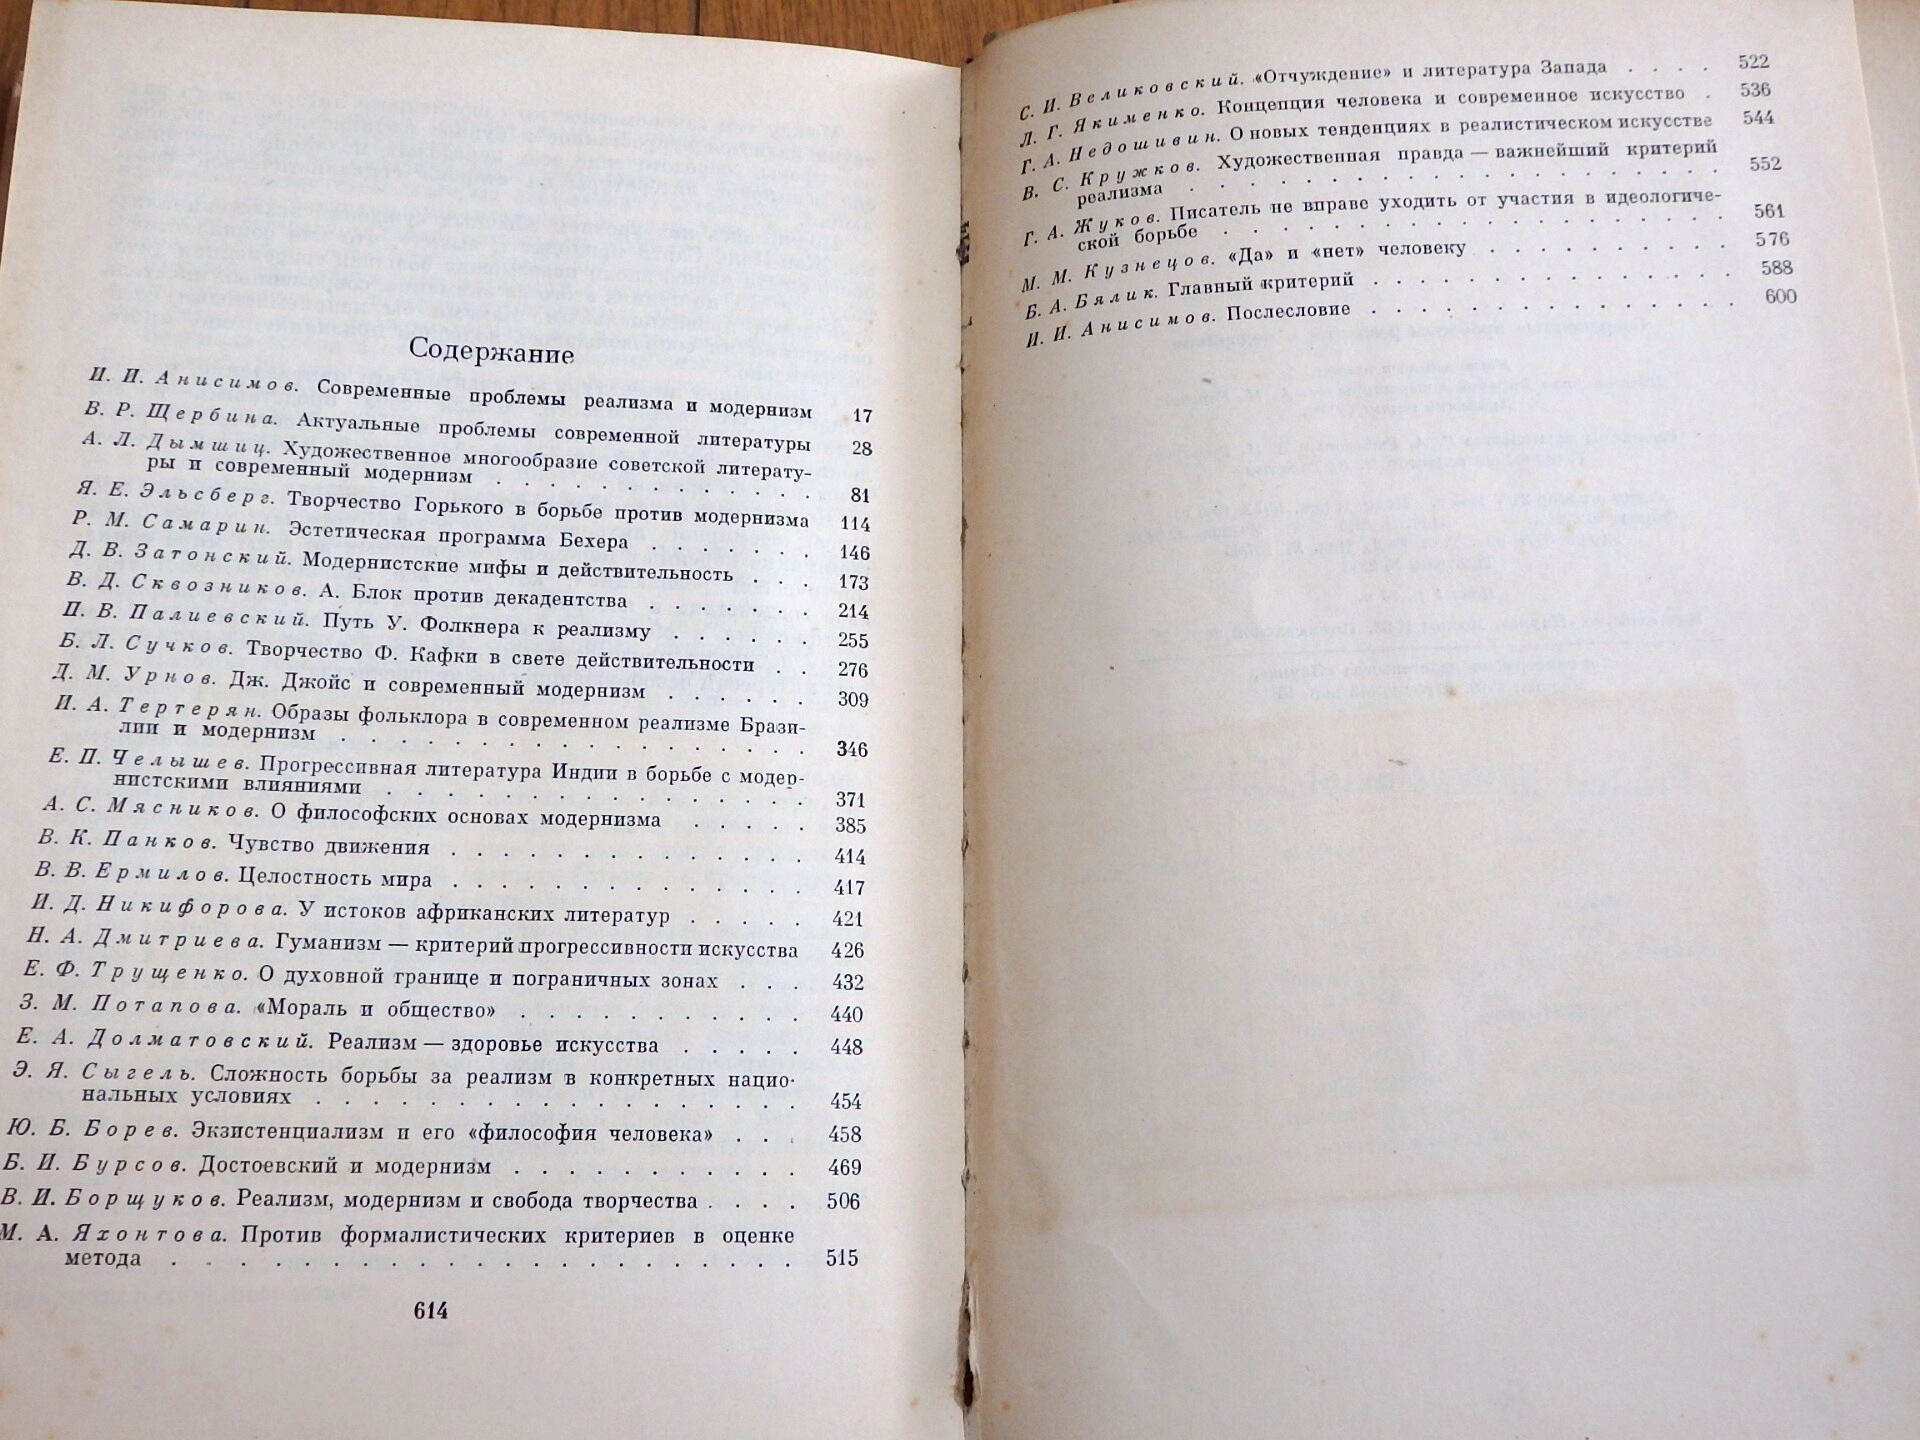 Содержание
И. И. Анисимов. Современные проблемы реализма и модернизм 17
В. Р. Щербина. Актуальные проблемы современной литературы 28
А. Л. Дымшиц. Художественное многообразие советской литерату-
ры и современный модернизм . . . . . . . . . . . . 81
Я. Е. Эльсберг. Творчество Горького в борьбе против модернизма 114
Р. М. Самарин. Эстетическая программа Бехера . . . . . . . 146
Д. В. Затонский. Модернистские мифы и действительность . . . 173
В. Д. Сквозников. А. Блок против декадентства . . . . . . 214
П. В. Палиевский. Путь У. Фолкнера к реализму . . . . . . 255
Б. Л. Сучков. Творчество Ф. Кафки в свете действительности . . 276
Д. М. Урнов. Дж. Джойс и современный модернизм . . . . . . 309
И. А. Тертерян. Образы фольклора в современном реализме Брази-
лии и модернизм . . . . . . . . . . . . . . . . . 346
Е. П. Челышев. Прогрессивная литература Индии в борьбе с модер-
нистскими влияниями . . . . . . . . . . . . . . . 371
А. С. Мясников. О философских основах модернизма . . . . . 385
В. К. Панков. Чувство движения . . . . . . . . . . . . . 414
В. В. Ермилов. Целостность мира . . . . . . . . . . . . . 417
И. Д. Никифорова. У истоков африканских литератур . . . . . 421
Н. А. Дмитриева. Гуманизм — критерий прогрессивности искусства 426
Е. Ф. Трущенко. О духовной границе и пограничных зонах . . . 432
З. М. Потапова. «Мораль и общество» . . . . . . . . . . . 440
Е. А. Долматовский. Реализм — здоровье искусства . . . . . 448
Э. Я. Сыгель. Сложность борьбы за реализм в конкретных нацио-
нальных условиях . . . . . . . . . . . . . . . . . . 454
Ю. Б. Борев. Экзистенциализм и его «философия человека» . . . 458
Б. И. Бурсов. Достоевский и модернизм . . . . . . . . . . . 469
В. И. Борщуков. Реализм, модернизм и свобода творчества . . . . 506
М. А. Яхонтова. Против формалистических критериев в оценке
метода . . . . . . . . . . . . . . . . . . . 515
614
С. И. Великовский. «Отчуждение» и литература Запада . . . . 522
Л. Г. Якименко. Концепция человека и современное искусство . 536
Г. А. Недошивин. О новых тенденциях в реалистическом искусстве 544
В. С. Кружков. Художественная правда — важнейший критерий
реализма . . . . . . . . . . . . . . . . . . . . 552
Г. А. Жуков. Писатель не вправе уходить от участия в идеологиче-
ской борьбе . . . . . . . . . . . . . . . . . . . 561
М. М. Кузнецов. «Да» и «нет» человеку . . . . . . . . . 576
Б. А. Бялик. Главный критерий . . . . . . . . . . . . . 588
И. И. Анисимов. Послесловие . . . . . . . . . . . . . . 600